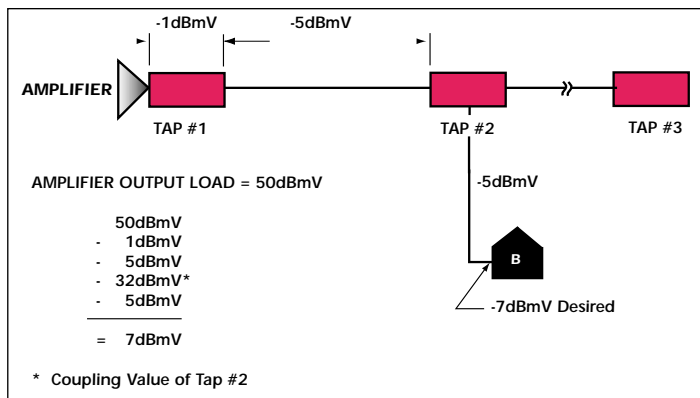 -1dBmV -5dBmV
AMPLIFIER
TAP #1 TAP #2 TAP #3
AMPLIFIER OUTPUT LOAD = 50dBmV
-5dBmV
50dBmV
- 1dBmV
- 5dBmV
- 32dBmV*
- 5dBmV
= 7dBmV
B
-7dBmV Desired
* Coupling Value of Tap #2